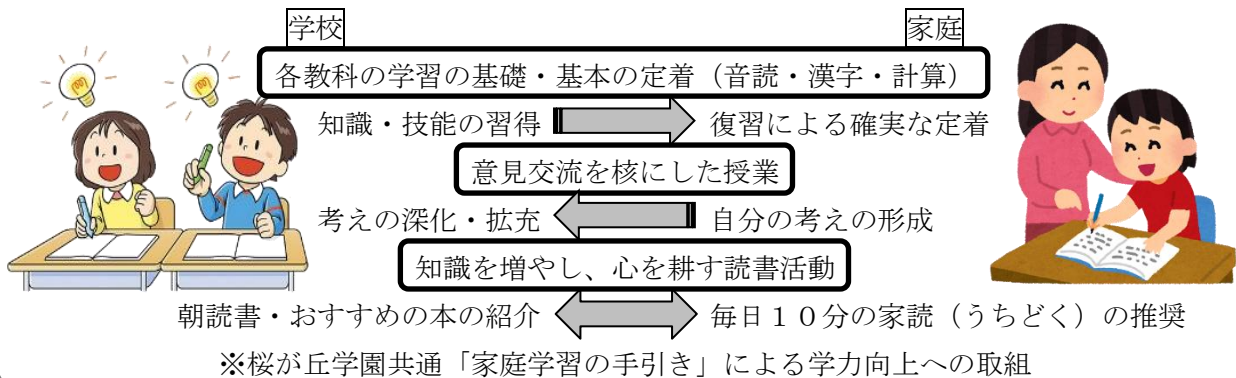 学校 家庭
各教科の学習の基礎・基本の定着（音読・漢字・計算）
知識・技能の習得 復習による確実な定着
意見交流を核にした授業
考えの深化・拡充 自分の考えの形成
知識を増やし、心を耕す読書活動
朝読書・おすすめの本の紹介 毎日１０分の家読（うちどく）の推奨
※桜が丘学園共通「家庭学習の手引き」による学力向上への取組